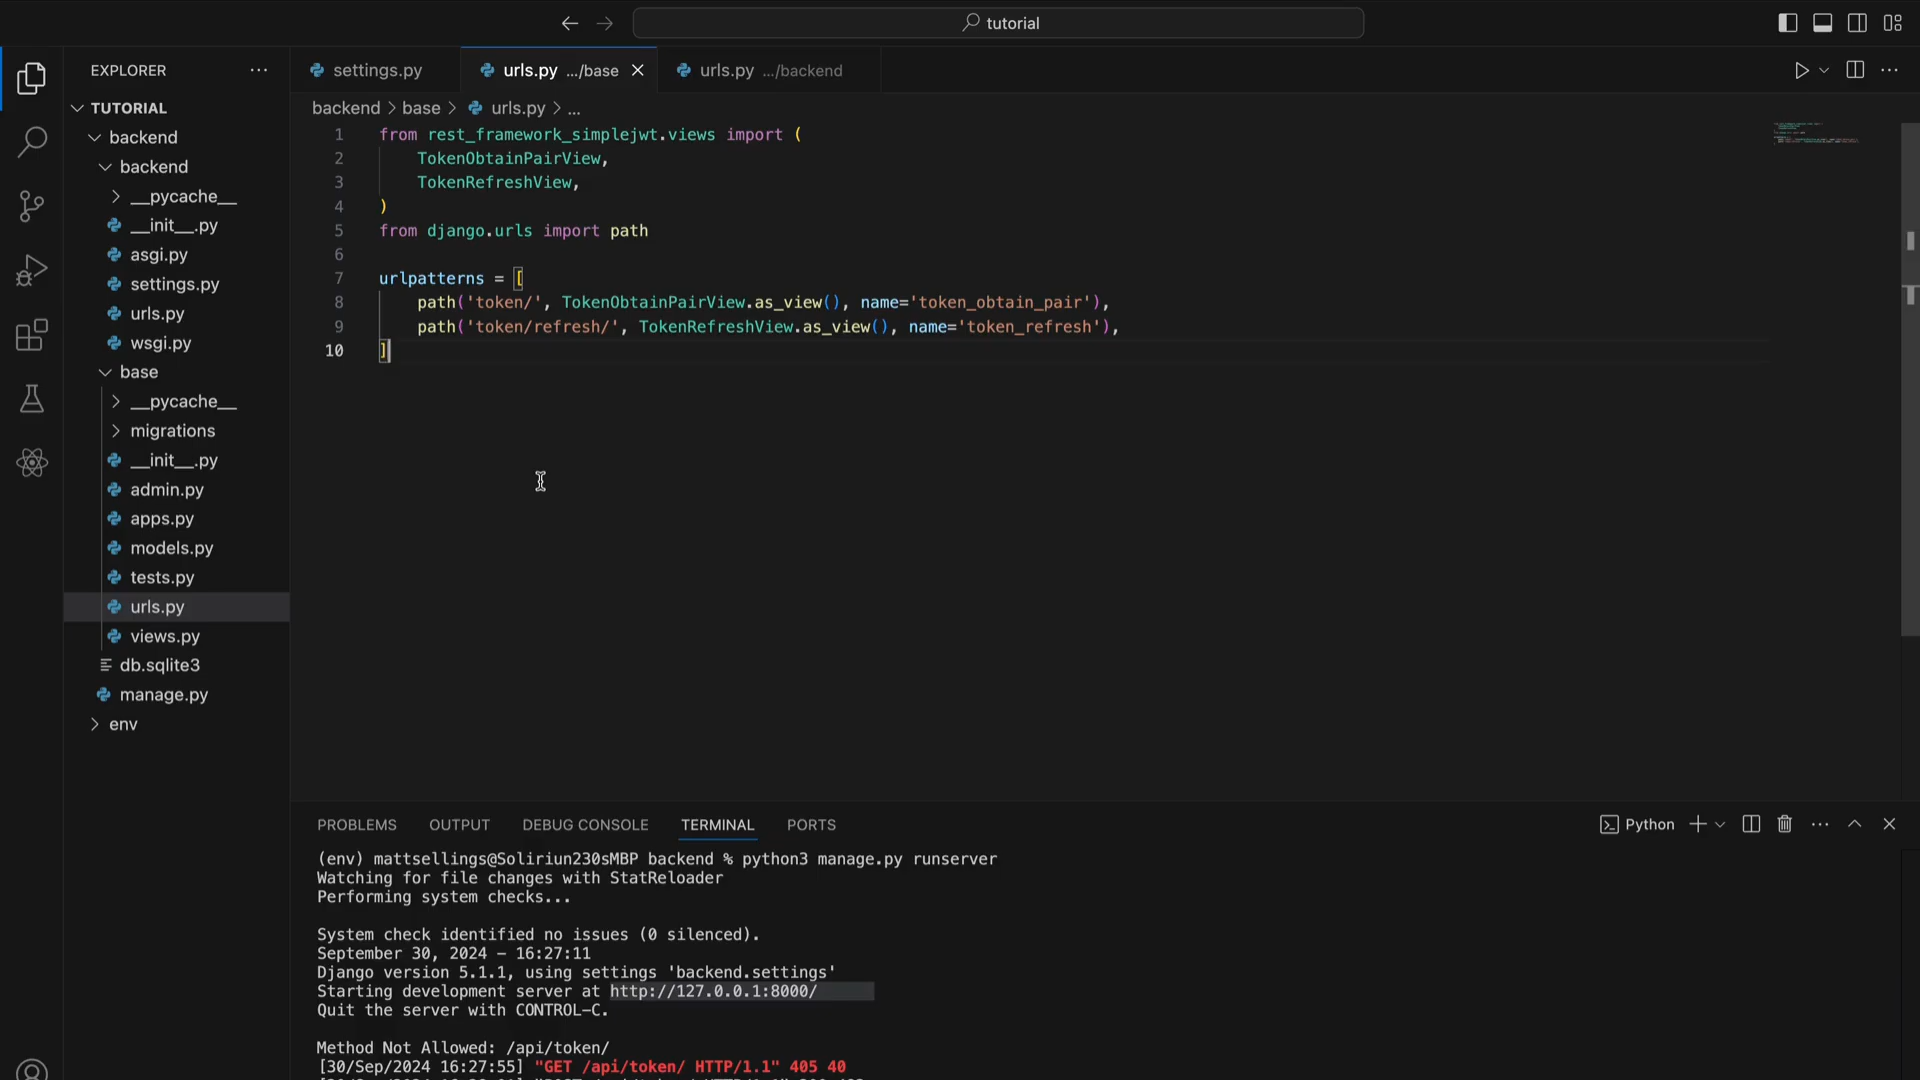 tutorial
EXPLORER
settings.py
urls.py .../base
urls.py .../backend
TUTORIAL
backend
backend
__pycache__
__init__.py
asgi.py
settings.py
urls.py
wsgi.py
base
__pycache__
migrations
__init__.py
admin.py
apps.py
models.py
tests.py
urls.py
views.py
db.sqlite3
manage.py
env
backend > base > urls.py > ...
1 from rest_framework_simplejwt.views import (
2 TokenObtainPairView,
3 TokenRefreshView,
4 )
5 from django.urls import path
6
7 urlpatterns = [
8 path('token/', TokenObtainPairView.as_view(), name='token_obtain_pair'),
9 path('token/refresh/', TokenRefreshView.as_view(), name='token_refresh'),
10 ]
PROBLEMS OUTPUT DEBUG CONSOLE TERMINAL PORTS
Python
(env) mattsellings@Soliriun230sMBP backend % python3 manage.py runserver
Watching for file changes with StatReloader
Performing system checks...
System check identified no issues (0 silenced).
September 30, 2024 - 16:27:11
Django version 5.1.1, using settings 'backend.settings'
Starting development server at http://127.0.0.1:8000/
Quit the server with CONTROL-C.
Method Not Allowed: /api/token/
[30/Sep/2024 16:27:55] "GET /api/token/ HTTP/1.1" 405 40